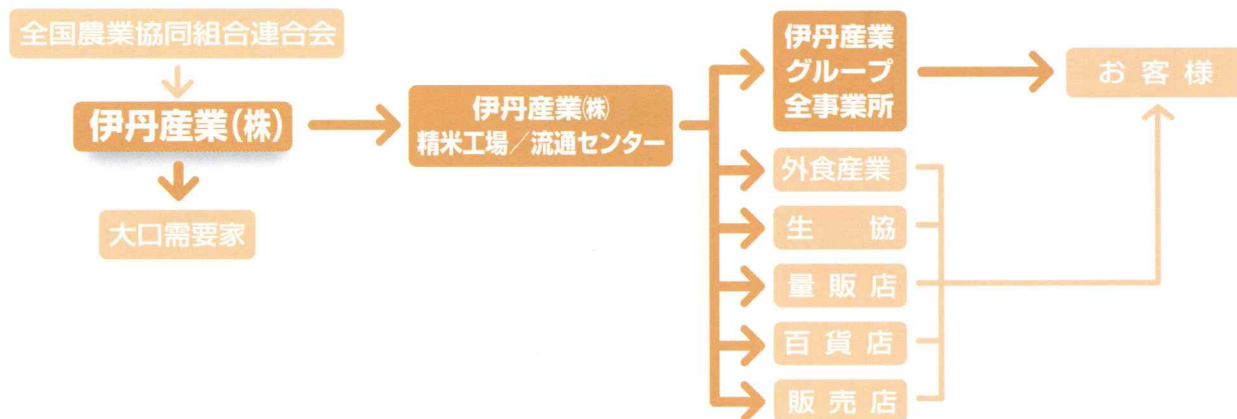 全国農業協同組合連合会
伊丹産業(株)
大口需要家
伊丹産業㈱
精米工場／流通センター
伊丹産業
グループ
全事業所
外食産業
生協
量販店
百貨店
販売店
お客様